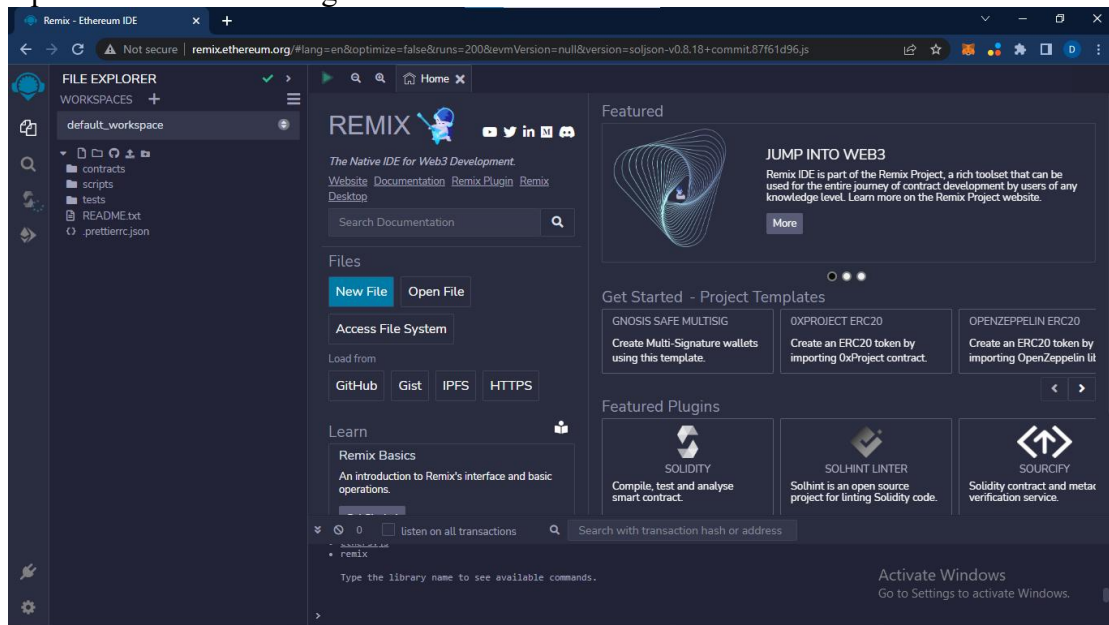 Remix - Ethereum IDE
Not secure | remix.ethereum.org/#lang=en&optimize=false&runs=200&evmVersion=null&version=soljson-v0.8.18+commit.87f61d96.js
D
FILE EXPLORER
WORKSPACES +
default_workspace
contracts
scripts
tests
README.txt
.prettierrc.json
Home
REMIX
The Native IDE for Web3 Development.
Website Documentation Remix Plugin Remix
Desktop
Search Documentation
Files
New File Open File
Access File System
Load from
GitHub Gist IPFS HTTPS
Learn
Remix Basics
An introduction to Remix's interface and basic
operations.
Featured
JUMP INTO WEB3
Remix IDE is part of the Remix Project, a rich toolset that can be
used for the entire journey of contract development by users of any
knowledge level. Learn more on the Remix Project website.
More
Get Started - Project Templates
GNOSIS SAFE MULTISIG
Create Multi-Signature wallets
using this template.
0XPROJECT ERC20
Create an ERC20 token by
importing 0xProject contract.
OPENZEPPELIN ERC20
Create an ERC20 token by
importing OpenZeppelin lib
Featured Plugins
SOLIDITY
Compile, test and analyse
smart contract.
SOLHINT LINTER
Solhint is an open source
project for linting Solidity code.
SOURCIFY
Solidity contract and metac
verification service.
0 listen on all transactions Search with transaction hash or address
remix
Type the library name to see available commands.
>
Activate Windows
Go to Settings to activate Windows.